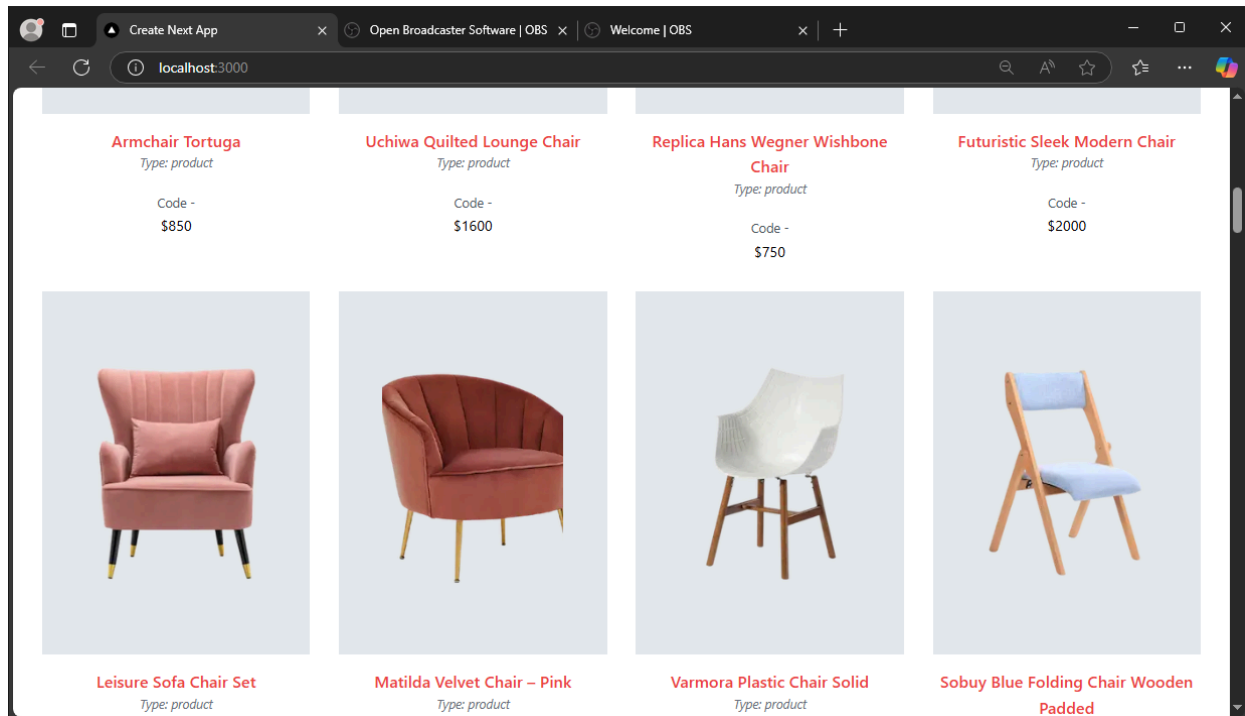 Create Next App
Open Broadcaster Software | OBS
Welcome | OBS
localhost:3000
Armchair Tortuga
Type: product
Code -
$850
Uchiwa Quilted Lounge Chair
Type: product
Code -
$1600
Replica Hans Wegner Wishbone
Chair
Type: product
Code -
$750
Futuristic Sleek Modern Chair
Type: product
Code -
$2000
Leisure Sofa Chair Set
Type: product
Matilda Velvet Chair – Pink
Type: product
Varmora Plastic Chair Solid
Type: product
Sobuy Blue Folding Chair Wooden
Padded